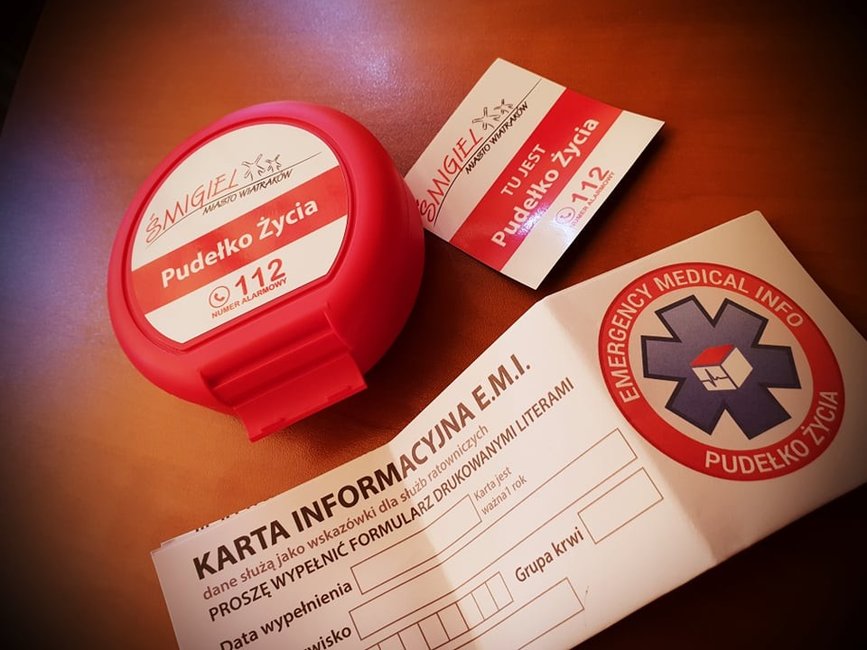 ŚMIGIEL
MIASTO WIATRAKÓW
Pudełko Życia
112
NUMER ALARMOWY
ŚMIGIEL
MIASTO WIATRAKÓW
TU JEST
Pudełko Życia
112
NUMER ALARMOWY
EMERGENCY MEDICAL INFO
PUDEŁKO ŻYCIA
KARTA INFORMACYJNA E.M.I.
dane służą jako wskazówki dla służb ratowniczych
PROSZĘ WYPEŁNIĆ FORMULARZ DRUKOWANYMI LITERAMI
Data wypełnienia
Karta jest
ważna 1 rok
Grupa krwi